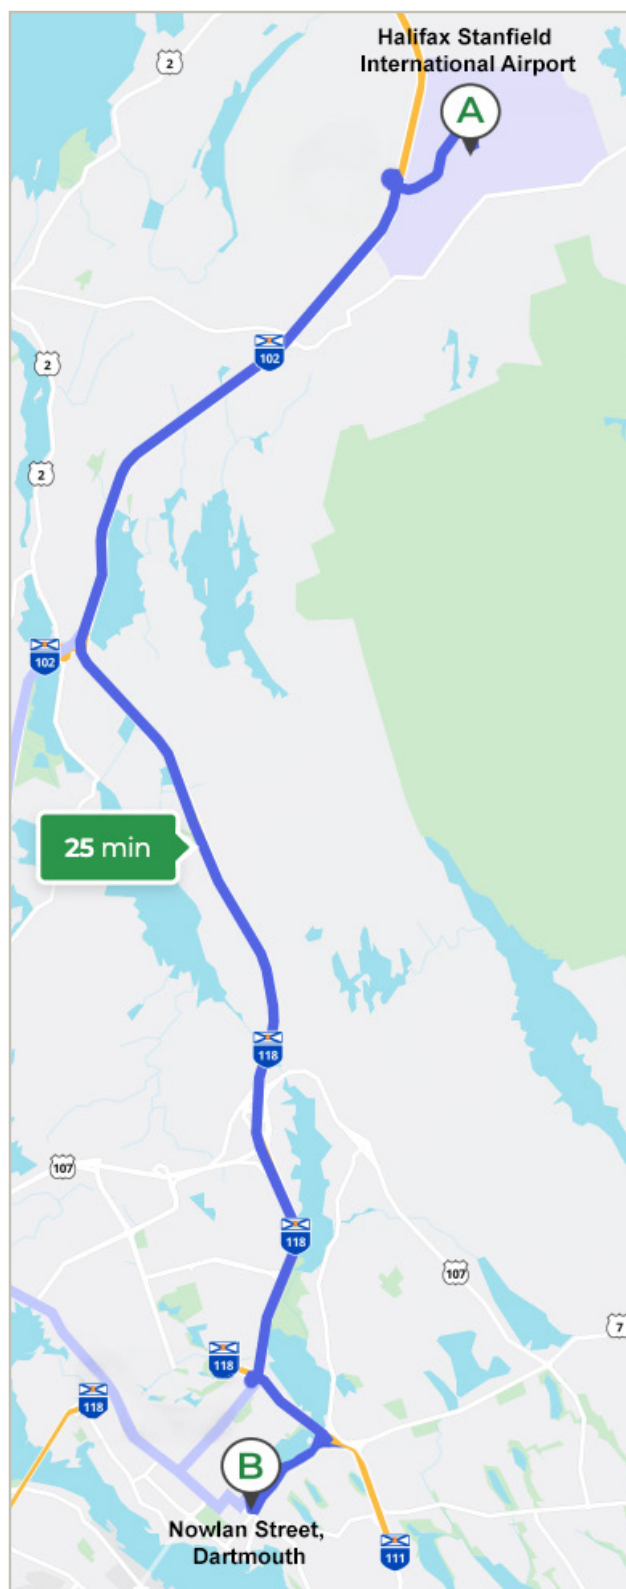 Halifax Stanfield
International Airport
2
A
102
2
2
102
25 min
118
107
118
107
7
118
118
B
Nowlan Street,
Dartmouth
111